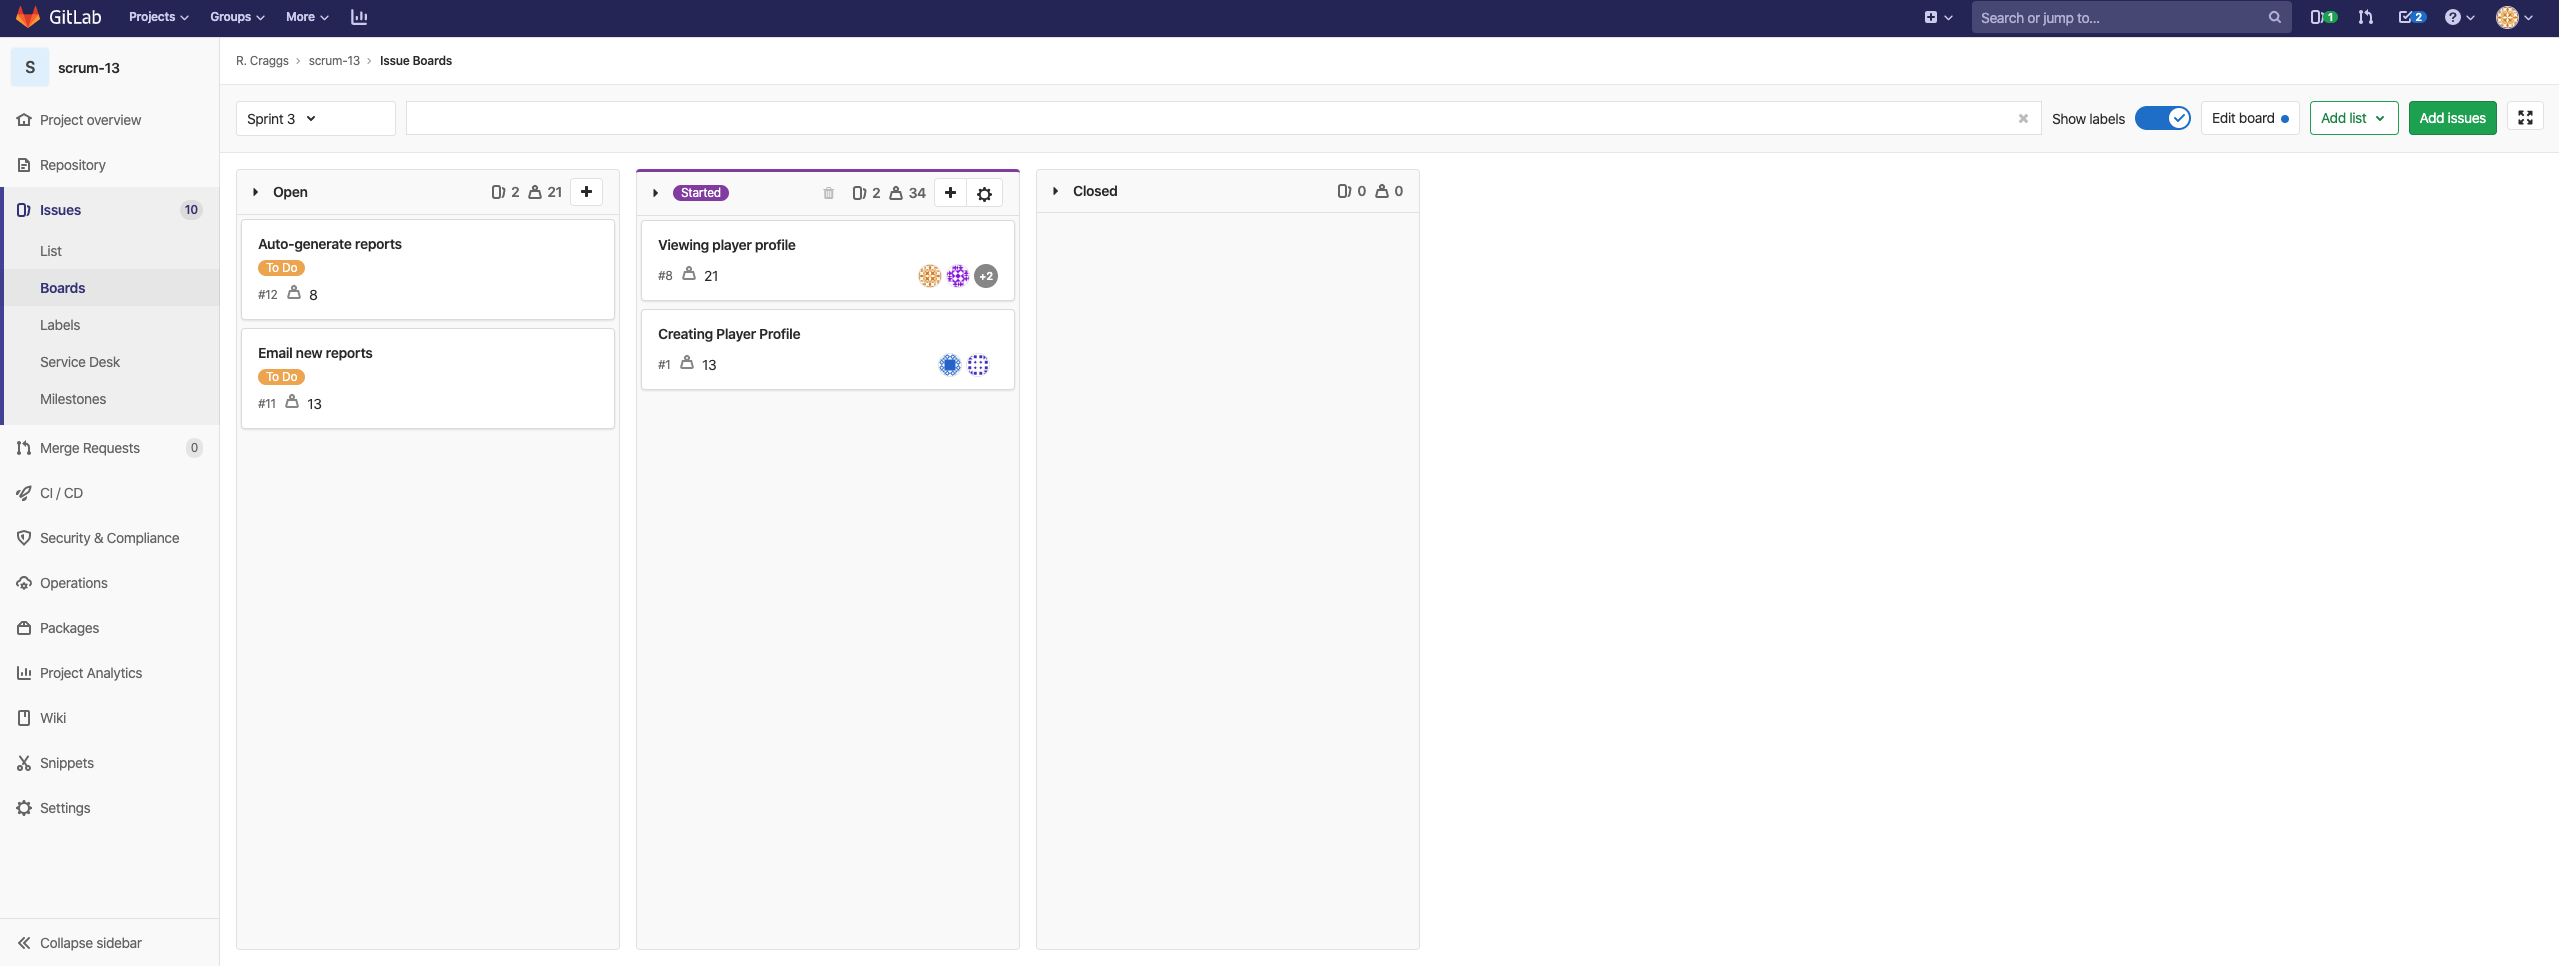 GitLab Projects Groups More Search or jump to... 1 2 ?
S scrum-13
Project overview
Repository
Issues 10
List
Boards
Labels
Service Desk
Milestones
Merge Requests 0
CI / CD
Security & Compliance
Operations
Packages
Project Analytics
Wiki
Snippets
Settings
Collapse sidebar
R. Craggs › scrum-13 › Issue Boards
Sprint 3 Show labels Edit board Add list Add issues
Open 2 21
Auto-generate reports
To Do
#12 8
Email new reports
To Do
#11 13
Started 2 34
Viewing player profile
#8 21 +2
Creating Player Profile
#1 13
Closed 0 0